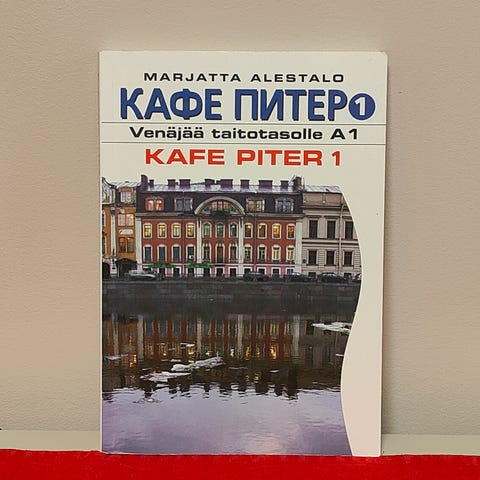 MARJATTA ALESTALO
КАФЕ ПИТЕР 1
Venäjää taitotasolle A1
KAFE PITER 1